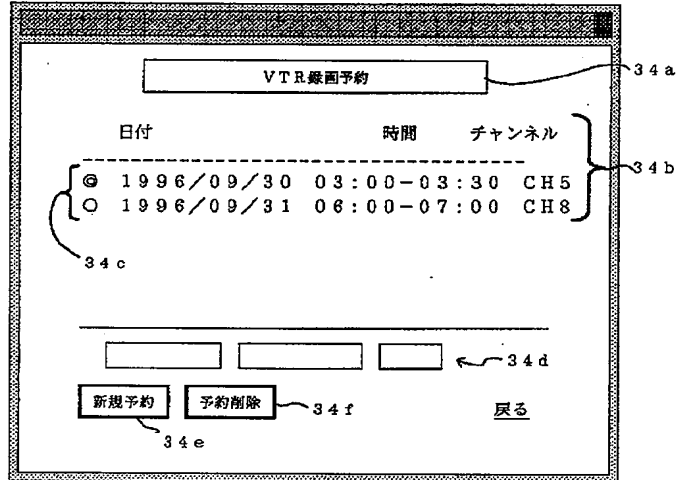 VTR録画予約 34a
日付 時間 チャンネル
34b
◎ 1996/09/30 03:00-03:30 CH5
○ 1996/09/31 06:00-07:00 CH8
34c
34d
新規予約 予約削除 34f 戻る
34e